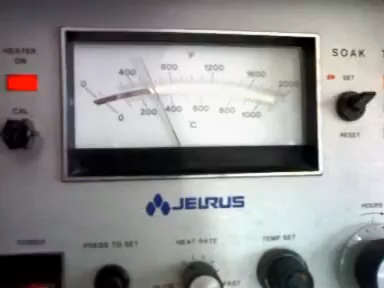 HEATER
ON
°F
0 400 800 1200 1600 2000
0 200 400 600 800 1000
°C
CAL
SOAK
SET
RESET
JELRUS
HOURS
POWER
PRESS TO SET
HEAT RATE
TEMP SET
FAST